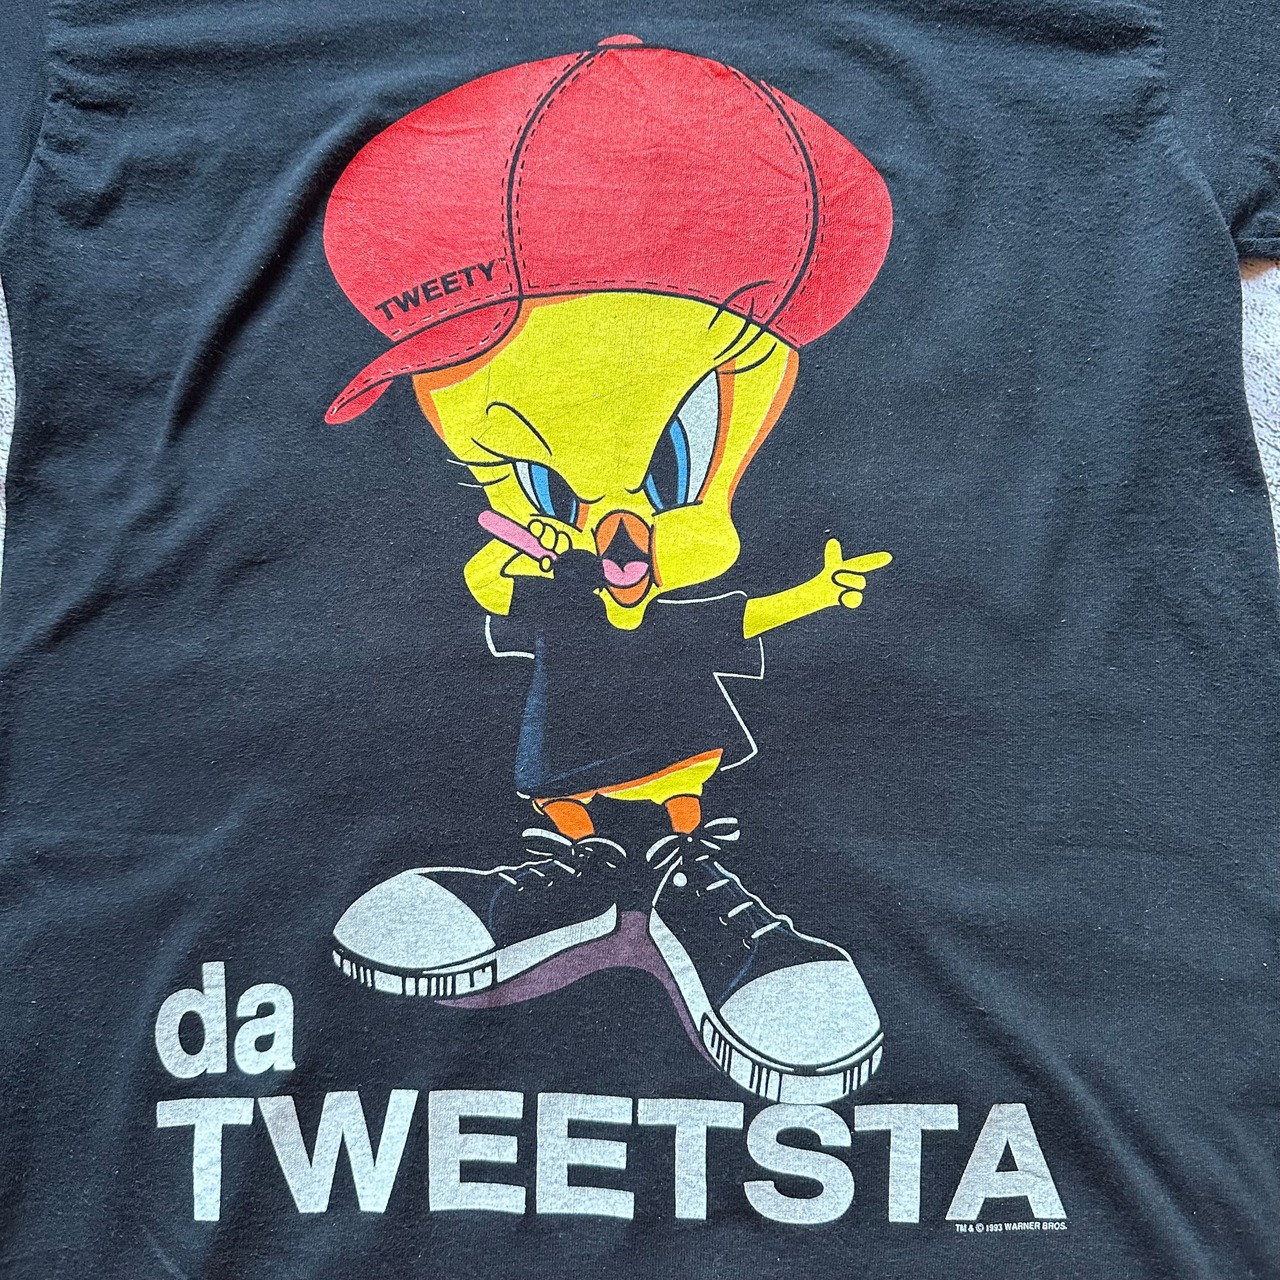 TWEETY
da
TWEETSTA
TM & © 1993 WARNER BROS.